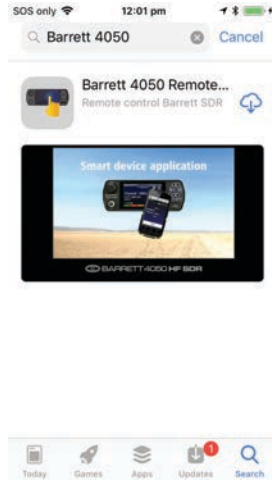 SOS only 12:01 pm
Barrett 4050 Cancel
Barrett 4050 Remote...
Remote control Barrett SDR
Smart device application
BARRETT 4050 HF SDR
1
Today Games Apps Updates Search